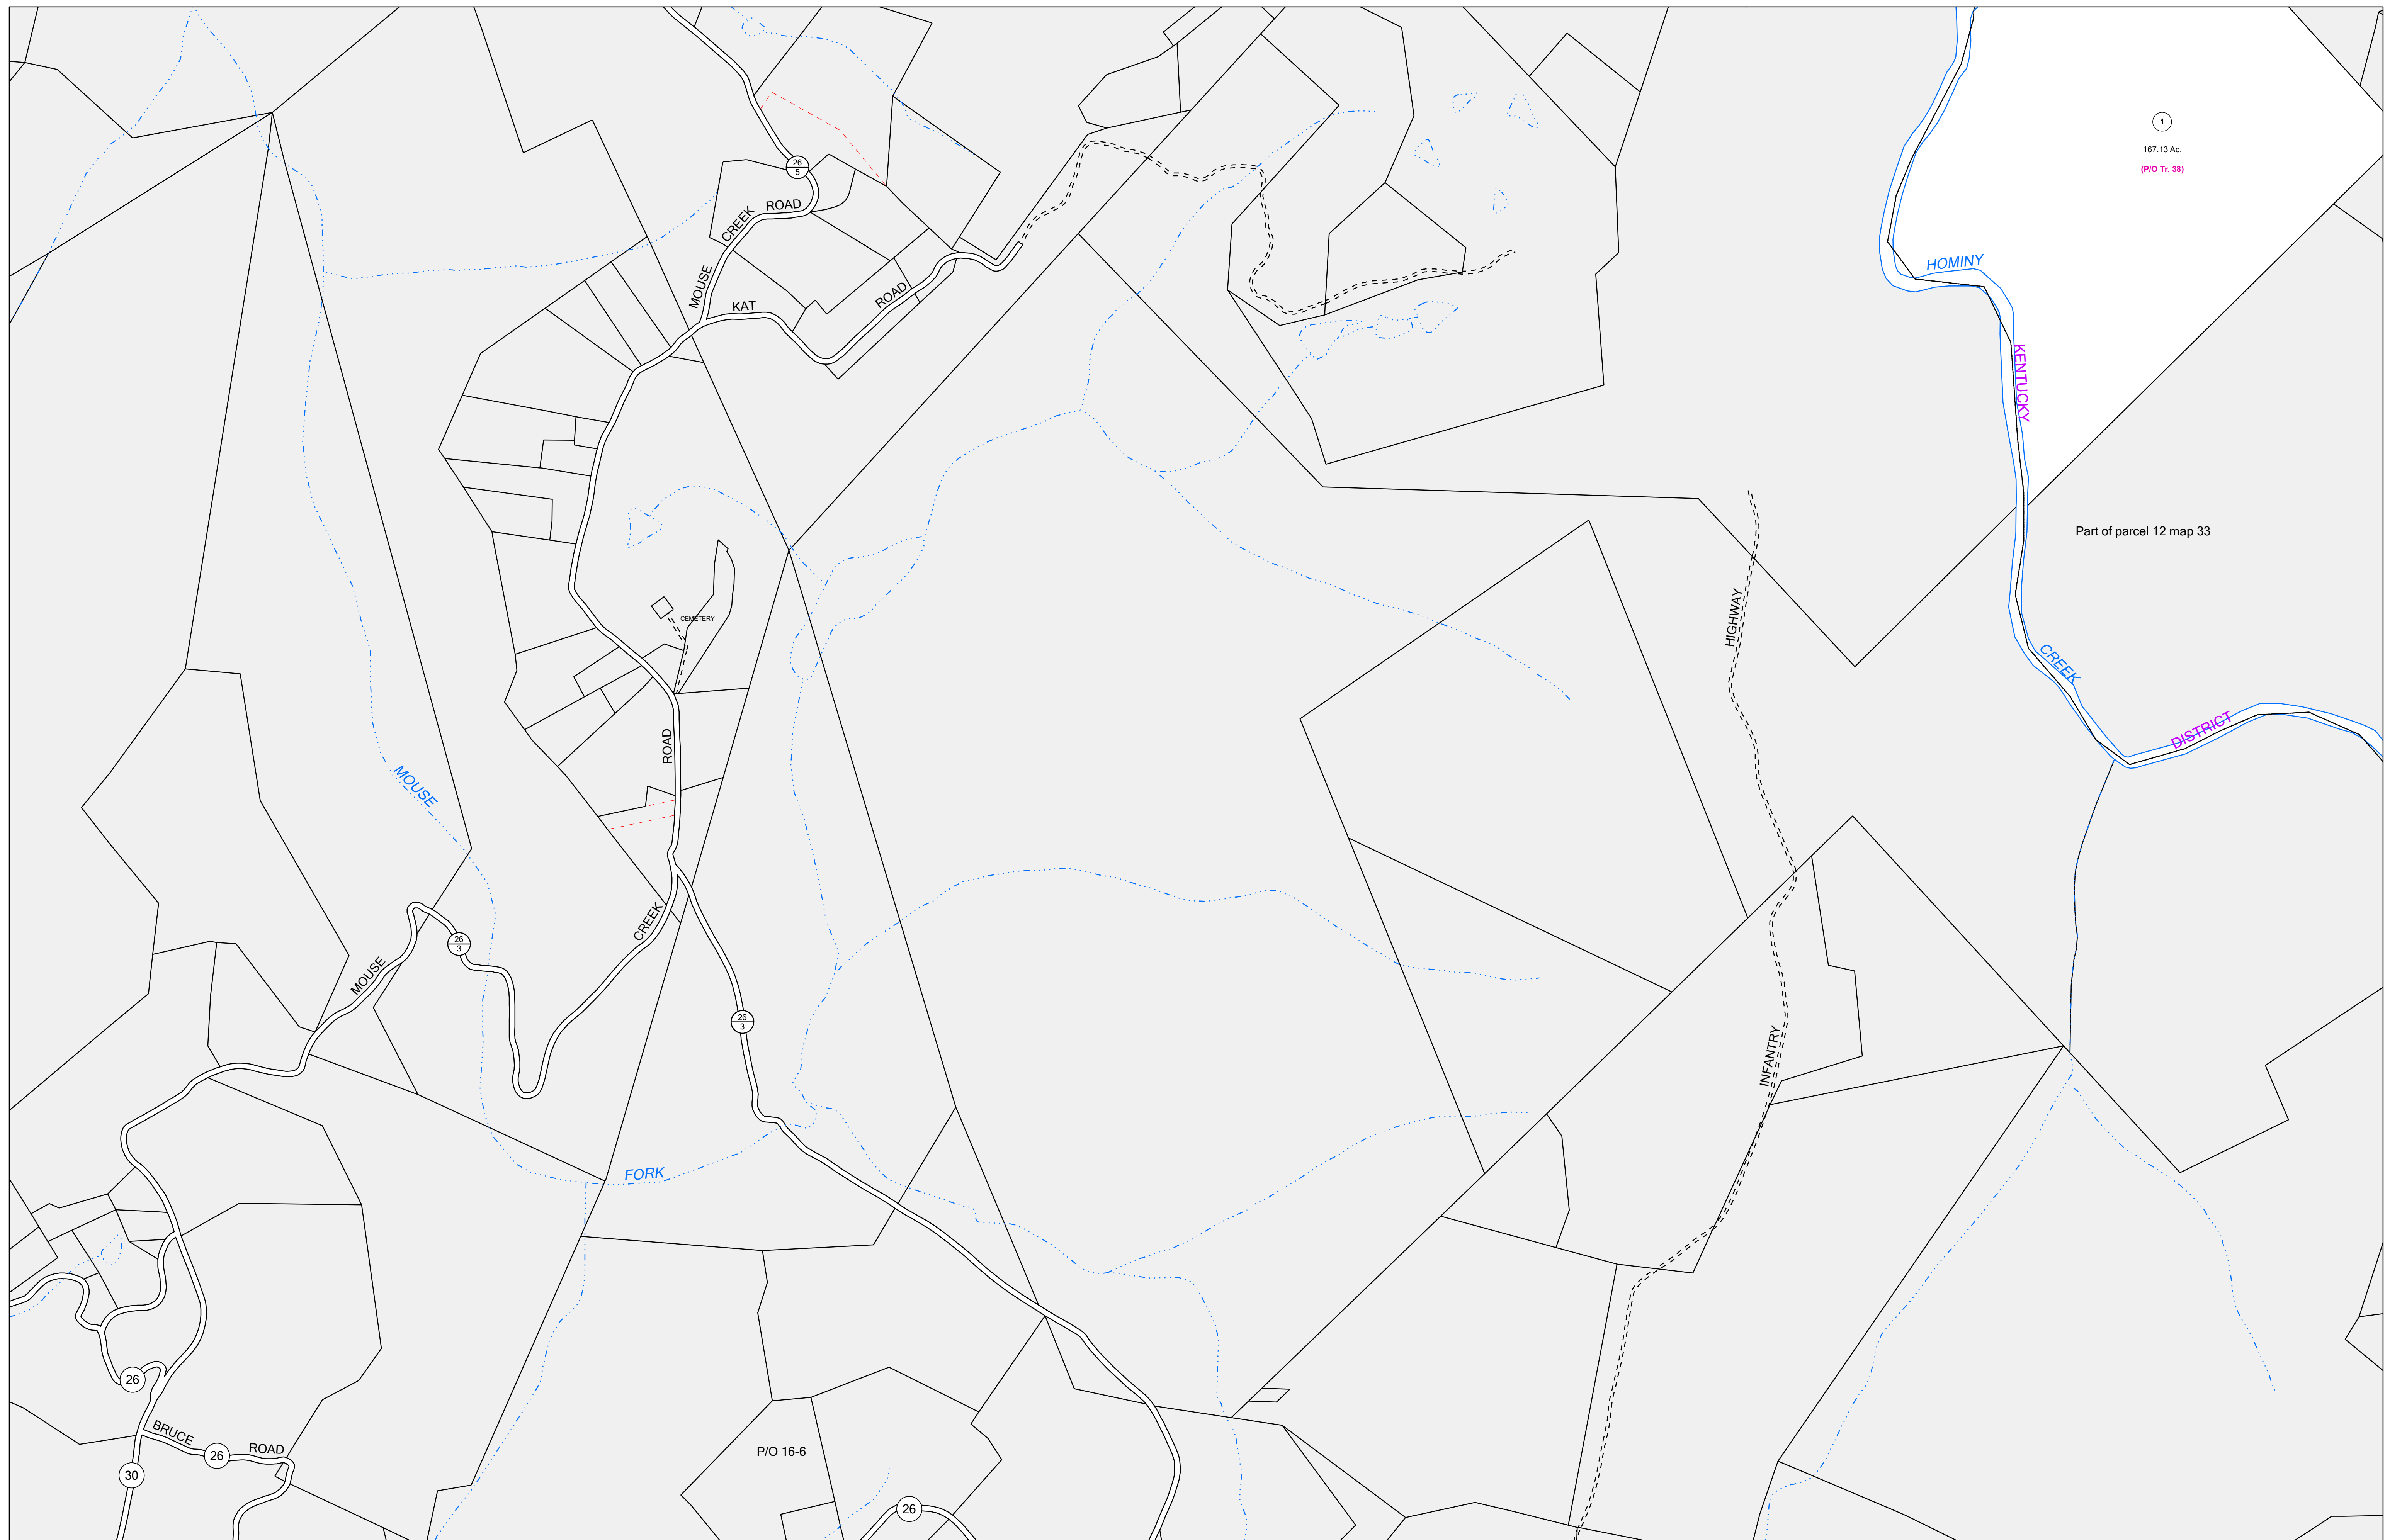 1
167.13 Ac.
(P/O Tr. 38)
26
5
MOUSE CREEK ROAD
KAT ROAD
HOMINY
KENTUCKY
Part of parcel 12 map 33
CEMETERY
HIGHWAY
CREEK
DISTRICT
ROAD
MOUSE
CREEK
26
3
MOUSE
26
3
INFANTRY
FORK
26
BRUCE ROAD
26
30
P/O 16-6
26